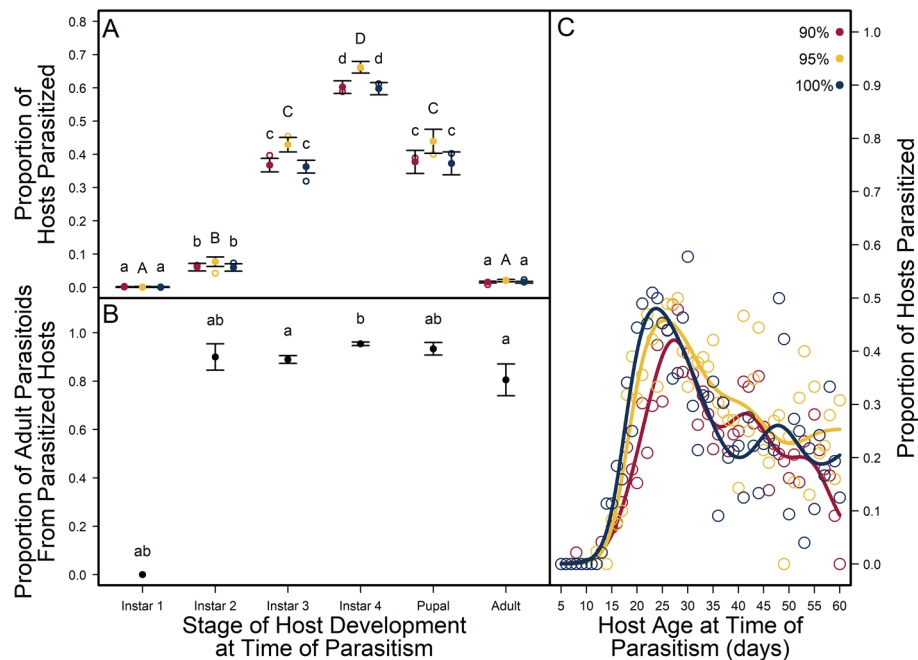 A
0.8
0.7
0.6
0.5
0.4
0.3
0.2
0.1
0.0
Proportion of
Hosts Parasitized
a A a
b B b
c C c
d D d
c C c
a A a
B
1.0
0.8
0.6
0.4
0.2
0.0
Proportion of Adult Parasitoids
From Parasitized Hosts
ab
ab
a
b
ab
a
Instar 1 Instar 2 Instar 3 Instar 4 Pupal Adult
Stage of Host Development
at Time of Parasitism
C
90%
95%
100%
1.0
0.9
0.8
0.7
0.6
0.5
0.4
0.3
0.2
0.1
0.0
Proportion of Hosts Parasitized
5 10 15 20 25 30 35 40 45 50 55 60
Host Age at Time of
Parasitism (days)